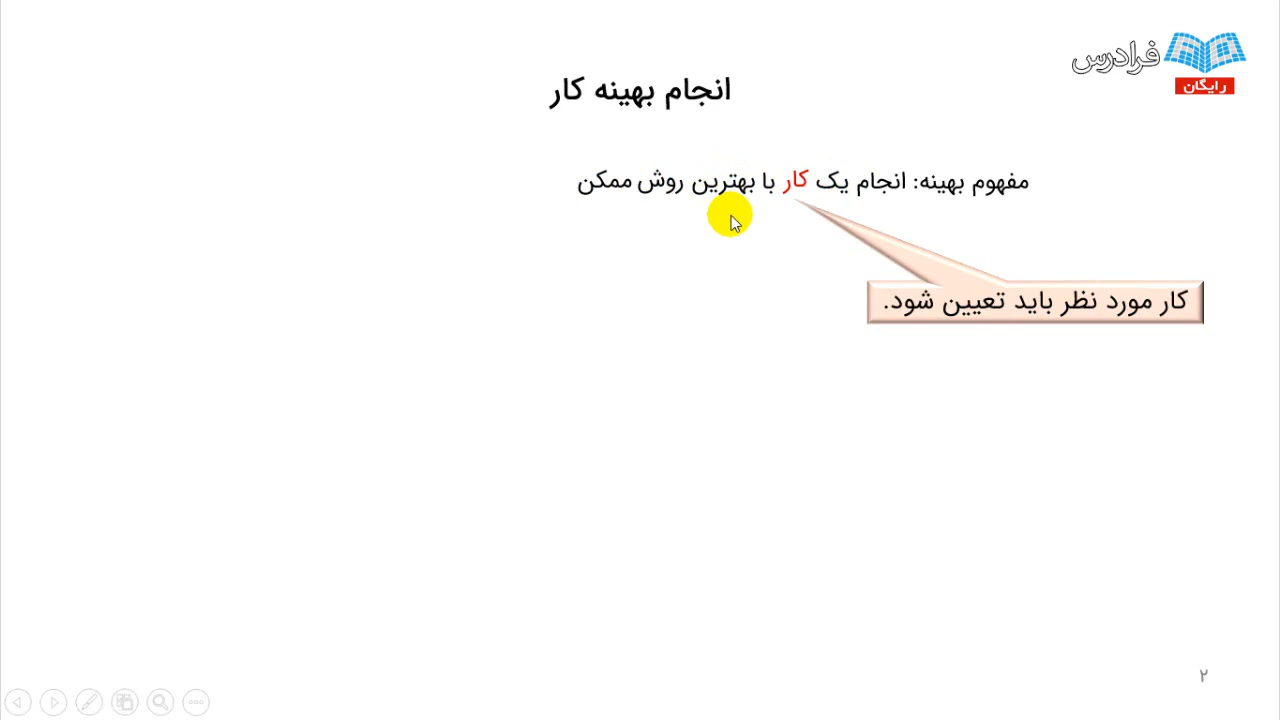 فرادرس
رایگان
انجام بهینه کار
مفهوم بهینه: انجام یک کار با بهترین روش ممکن
کار مورد نظر باید تعیین شود.
۲